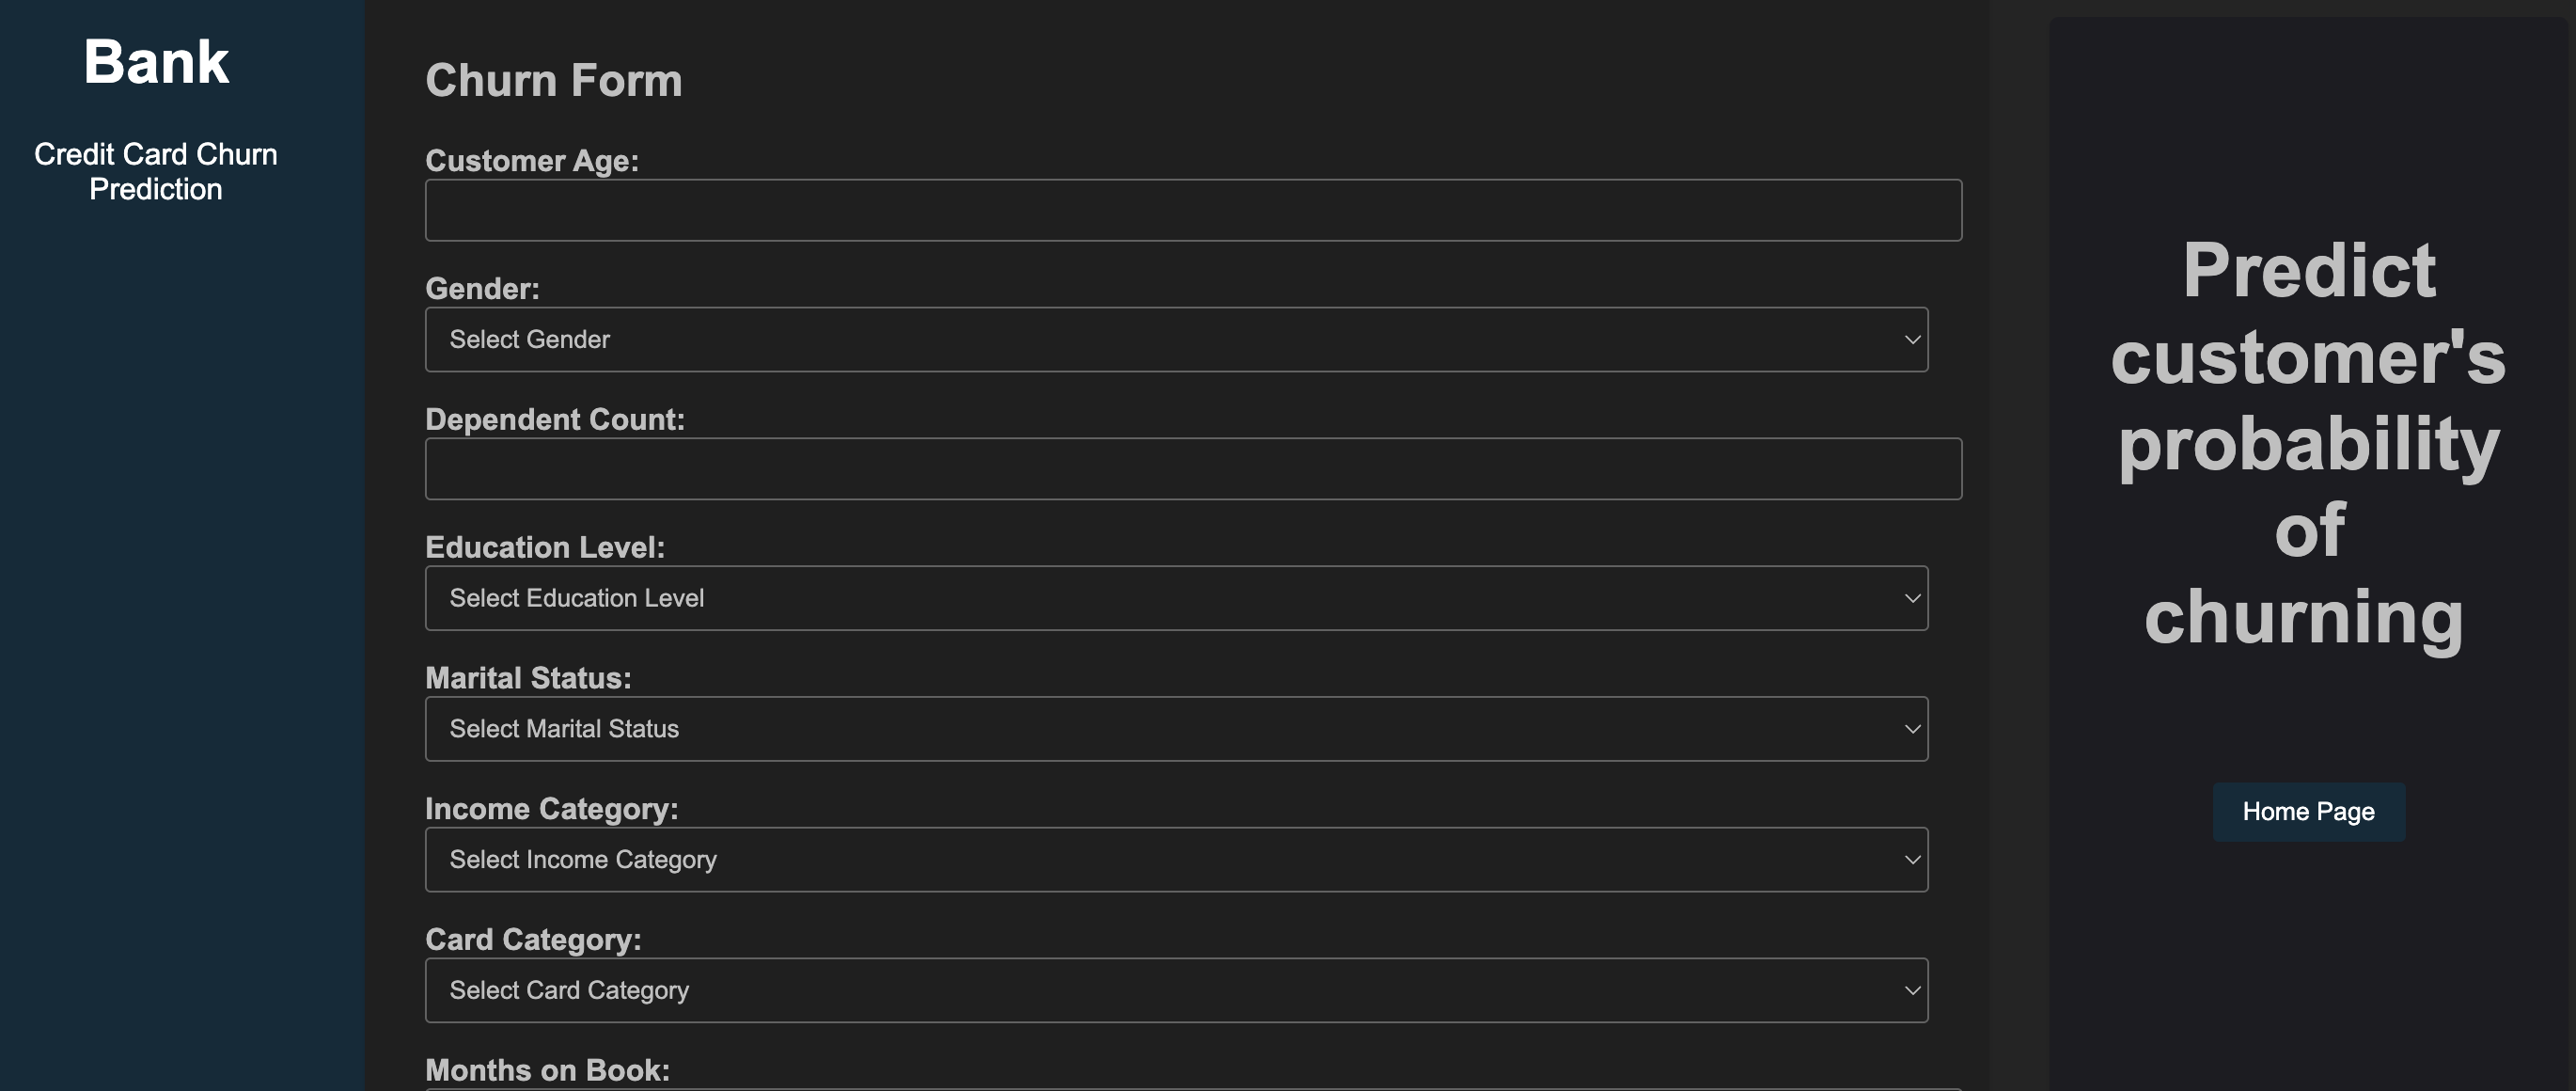 Bank
Credit Card Churn
Prediction
Churn Form
Customer Age:
Gender:
Select Gender
Dependent Count:
Education Level:
Select Education Level
Marital Status:
Select Marital Status
Income Category:
Select Income Category
Card Category:
Select Card Category
Months on Book:
Predict
customer's
probability
of
churning
Home Page